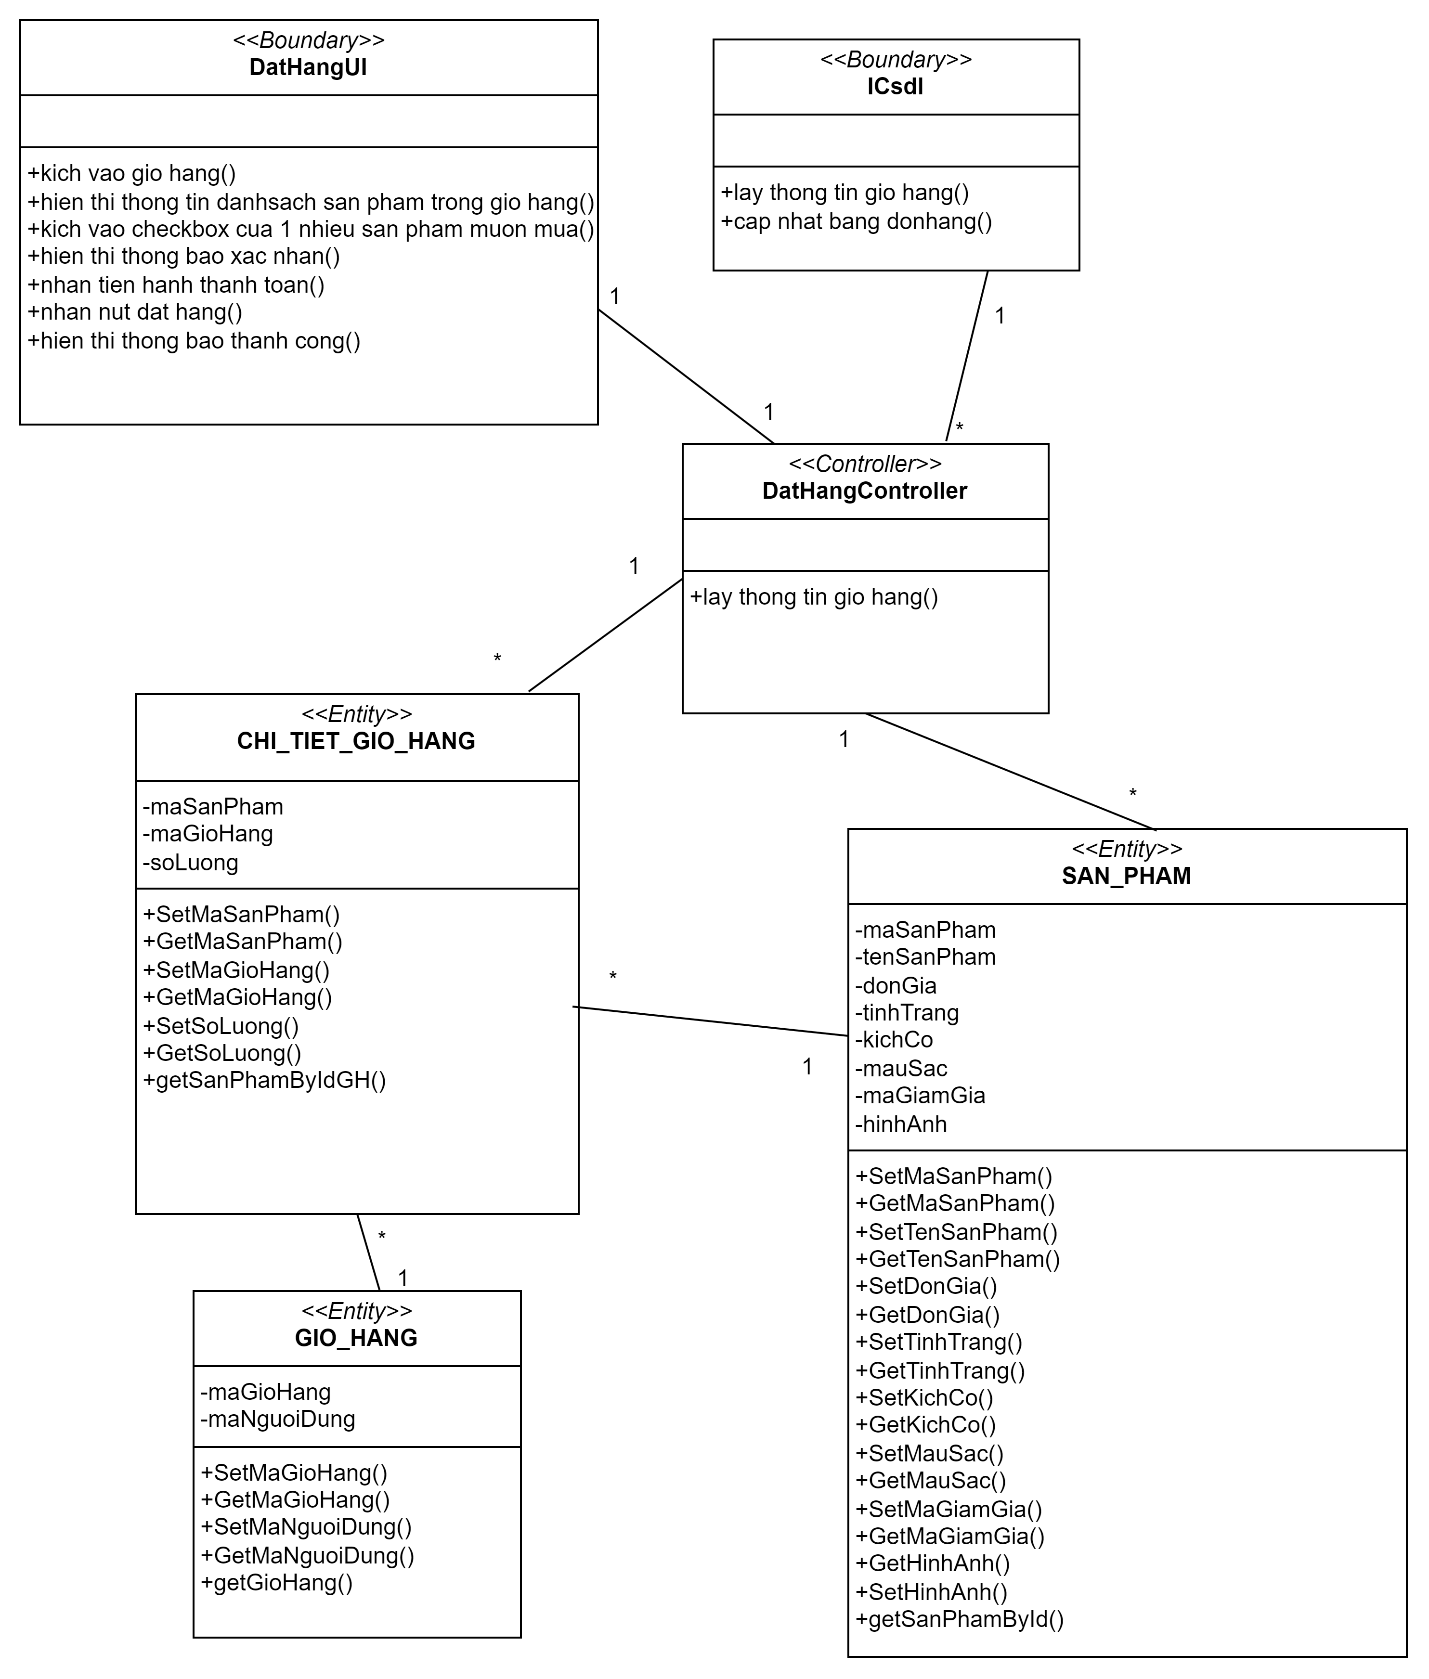 <<Boundary>>
DatHangUI
+kich vao gio hang()
+hien thi thong tin danhsach san pham trong gio hang()
+kich vao checkbox cua 1 nhieu san pham muon mua()
+hien thi thong bao xac nhan()
+nhan tien hanh thanh toan()
+nhan nut dat hang()
+hien thi thong bao thanh cong()
<<Boundary>>
ICsdl
+lay thong tin gio hang()
+cap nhat bang donhang()
1
1
1
*
<<Controller>>
DatHangController
+lay thong tin gio hang()
1
*
1
*
<<Entity>>
CHI_TIET_GIO_HANG
-maSanPham
-maGioHang
-soLuong
+SetMaSanPham()
+GetMaSanPham()
+SetMaGioHang()
+GetMaGioHang()
+SetSoLuong()
+GetSoLuong()
+getSanPhamByIdGH()
*
1
<<Entity>>
SAN_PHAM
-maSanPham
-tenSanPham
-donGia
-tinhTrang
-kichCo
-mauSac
-maGiamGia
-hinhAnh
+SetMaSanPham()
+GetMaSanPham()
+SetTenSanPham()
+GetTenSanPham()
+SetDonGia()
+GetDonGia()
+SetTinhTrang()
+GetTinhTrang()
+SetKichCo()
+GetKichCo()
+SetMauSac()
+GetMauSac()
+SetMaGiamGia()
+GetMaGiamGia()
+GetHinhAnh()
+SetHinhAnh()
+getSanPhamById()
*
1
<<Entity>>
GIO_HANG
-maGioHang
-maNguoiDung
+SetMaGioHang()
+GetMaGioHang()
+SetMaNguoiDung()
+GetMaNguoiDung()
+getGioHang()